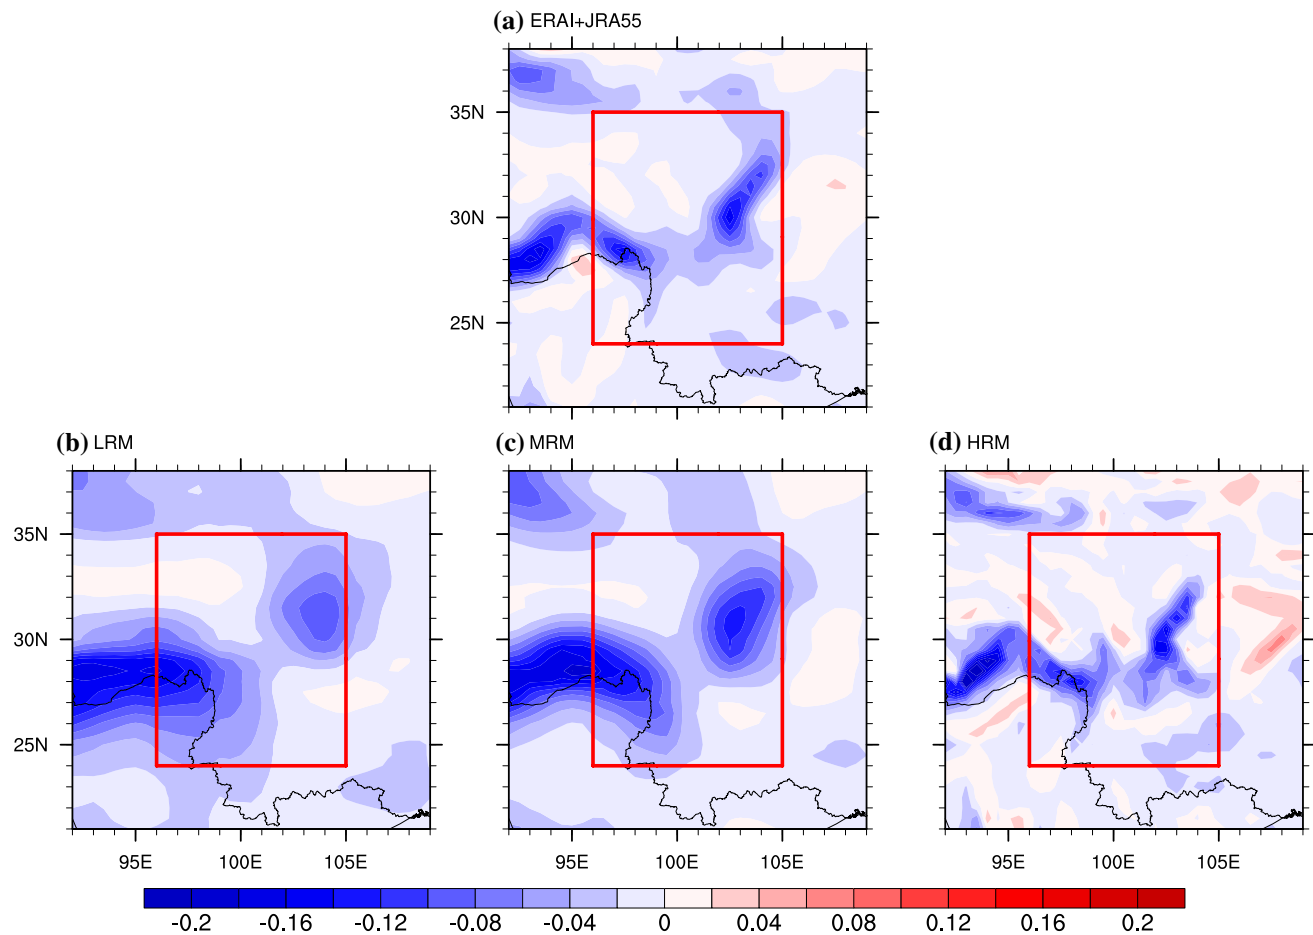 (a) ERAI+JRA55
35N
30N
25N
(b) LRM
(c) MRM
(d) HRM
35N
30N
25N
95E 100E 105E
95E 100E 105E
95E 100E 105E
-0.2 -0.16 -0.12 -0.08 -0.04 0 0.04 0.08 0.12 0.16 0.2